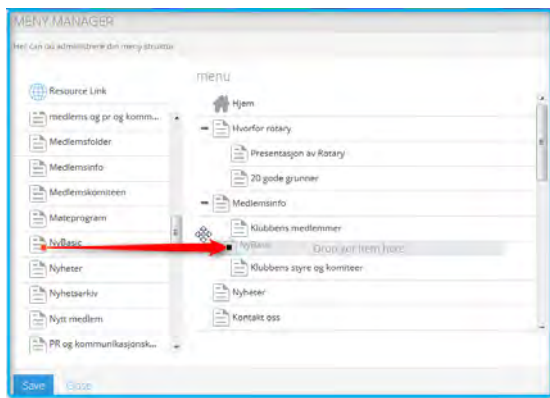 MENY MANAGER
Her can du administrere din meny struktur
Resource Link
medlems og pr og komm...
Medlemsfolder
Medlemsinfo
Medlemskomiteen
Møteprogram
NyBasic
Nyheter
Nyhetsarkiv
Nytt medlem
PR og kommunikasjonsk...
menu
Hjem
Hvorfor rotary
Presentasjon av Rotary
20 gode grunner
Medlemsinfo
Klubbens medlemmer
NyBasic
Drop per item here
Klubbens styre og komiteer
Nyheter
Kontakt oss
Save
Close